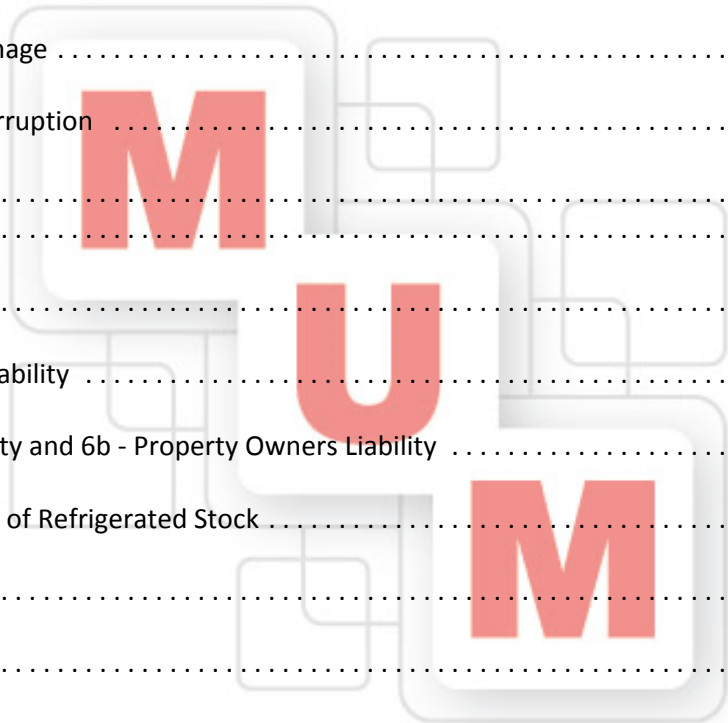 nage ..................................................
rruption ..............................................
M
.......................................................
.......................................................
.......................................................
U
ability ...............................................
ty and 6b - Property Owners Liability ....................
of Refrigerated Stock .................................
M
.......................................................
.......................................................